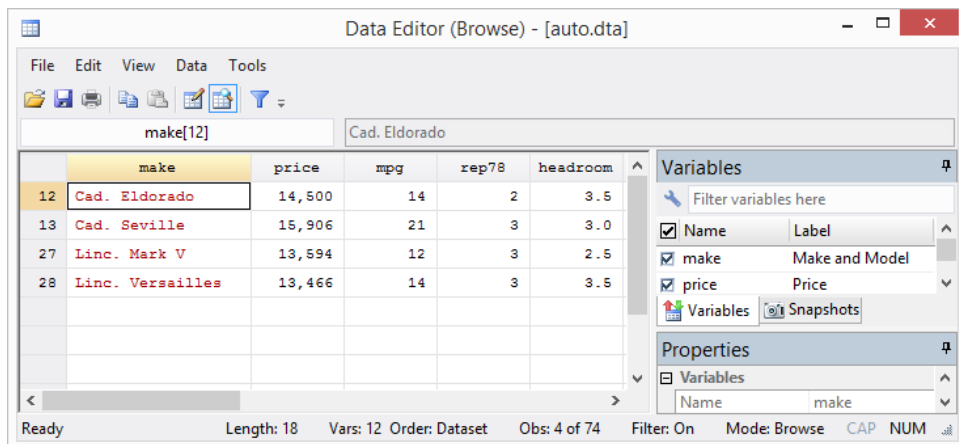 Data Editor (Browse) - [auto.dta]
File Edit View Data Tools
make[12] Cad. Eldorado
make price mpg rep78 headroom
12 Cad. Eldorado 14,500 14 2 3.5
13 Cad. Seville 15,906 21 3 3.0
27 Linc. Mark V 13,594 12 3 2.5
28 Linc. Versailles 13,466 14 3 3.5
Variables
Filter variables here
Name Label
make Make and Model
price Price
Variables Snapshots
Properties
Variables
Name make
Ready Length: 18 Vars: 12 Order: Dataset Obs: 4 of 74 Filter: On Mode: Browse CAP NUM